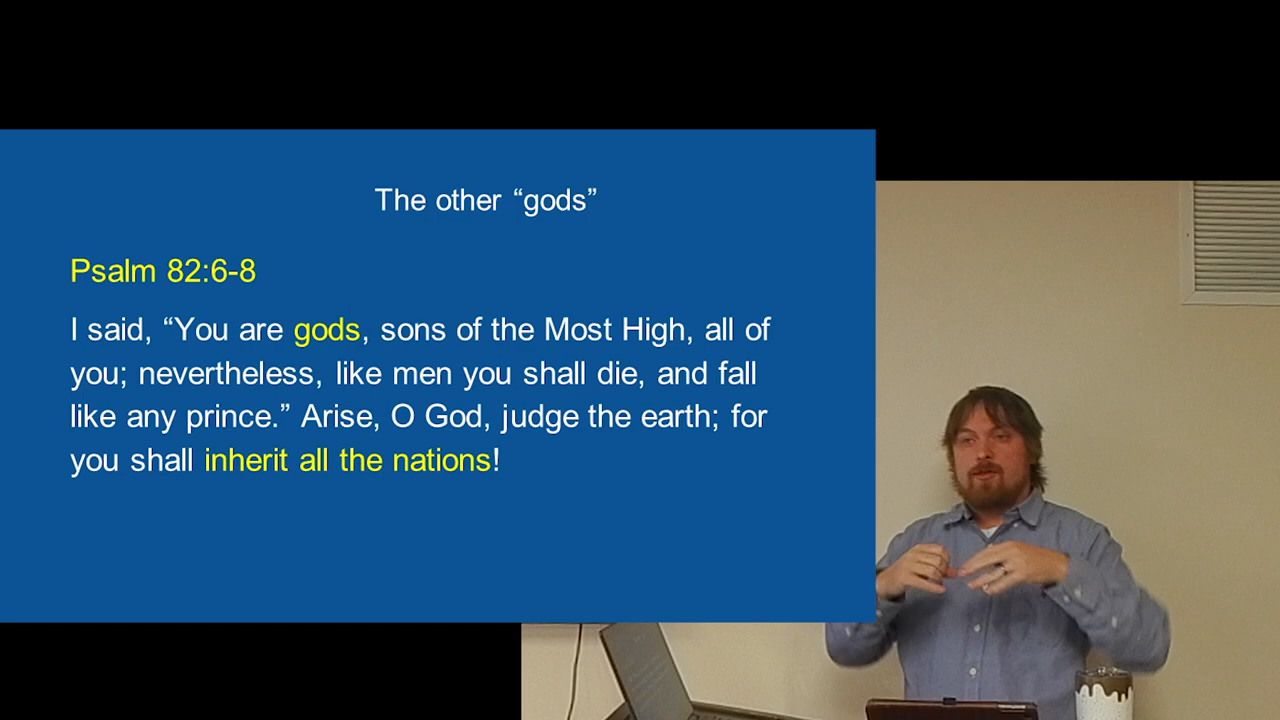 The other “gods”
Psalm 82:6-8
I said, “You are gods, sons of the Most High, all of
you; nevertheless, like men you shall die, and fall
like any prince.” Arise, O God, judge the earth; for
you shall inherit all the nations!